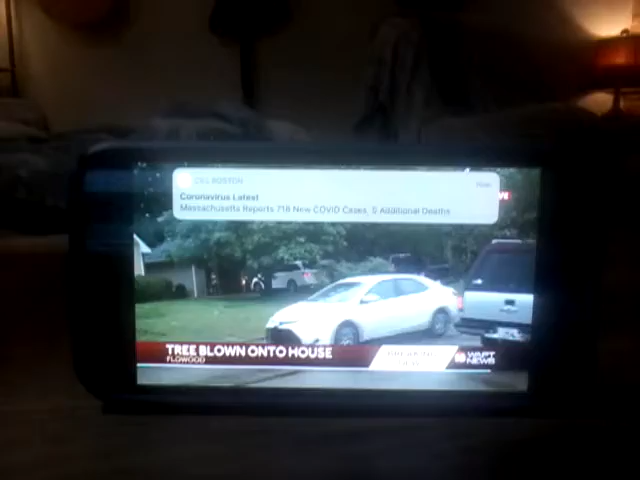 CBS BOSTON
now
Coronavirus Latest
Massachusetts Reports 718 New COVID Cases, 5 Additional Deaths
TREE BLOWN ONTO HOUSE
FLOWOOD
16 WAPT
NEWS